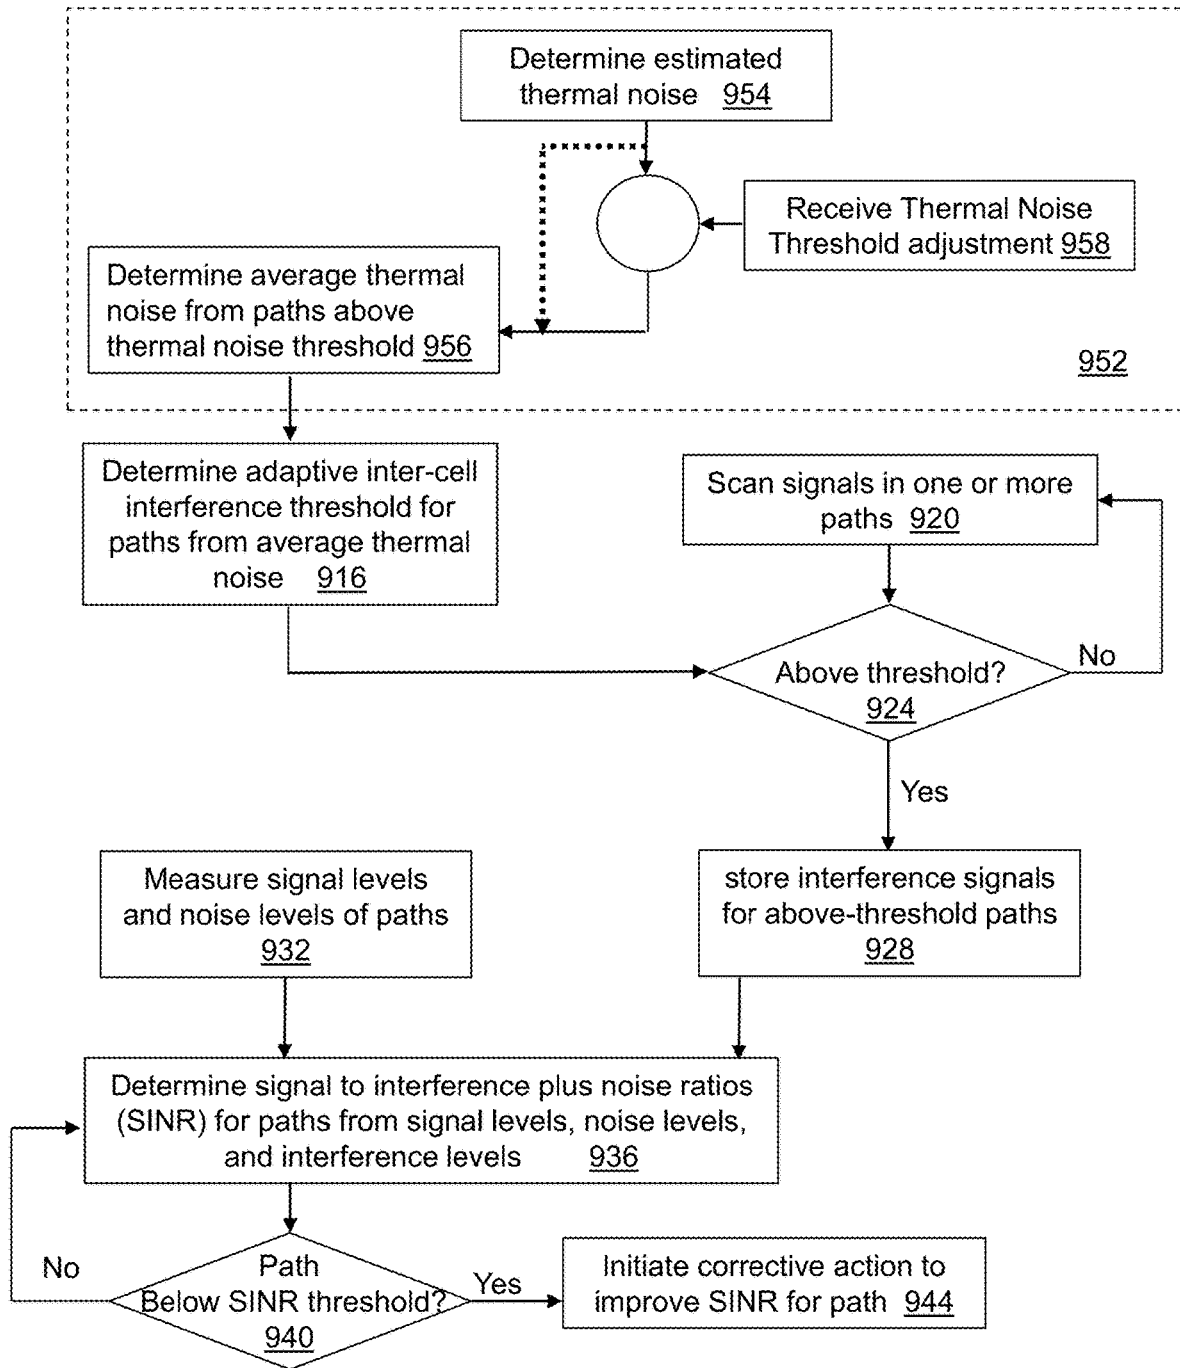 Determine estimated
thermal noise 954
Receive Thermal Noise
Threshold adjustment 958
Determine average thermal
noise from paths above
thermal noise threshold 956
952
Determine adaptive inter-cell
interference threshold for
paths from average thermal
noise 916
Scan signals in one or more
paths 920
Above threshold?
924
No
Yes
Measure signal levels
and noise levels of paths
932
store interference signals
for above-threshold paths
928
Determine signal to interference plus noise ratios
(SINR) for paths from signal levels, noise levels,
and interference levels 936
No
Path
Below SINR threshold?
940
Yes
Initiate corrective action to
improve SINR for path 944